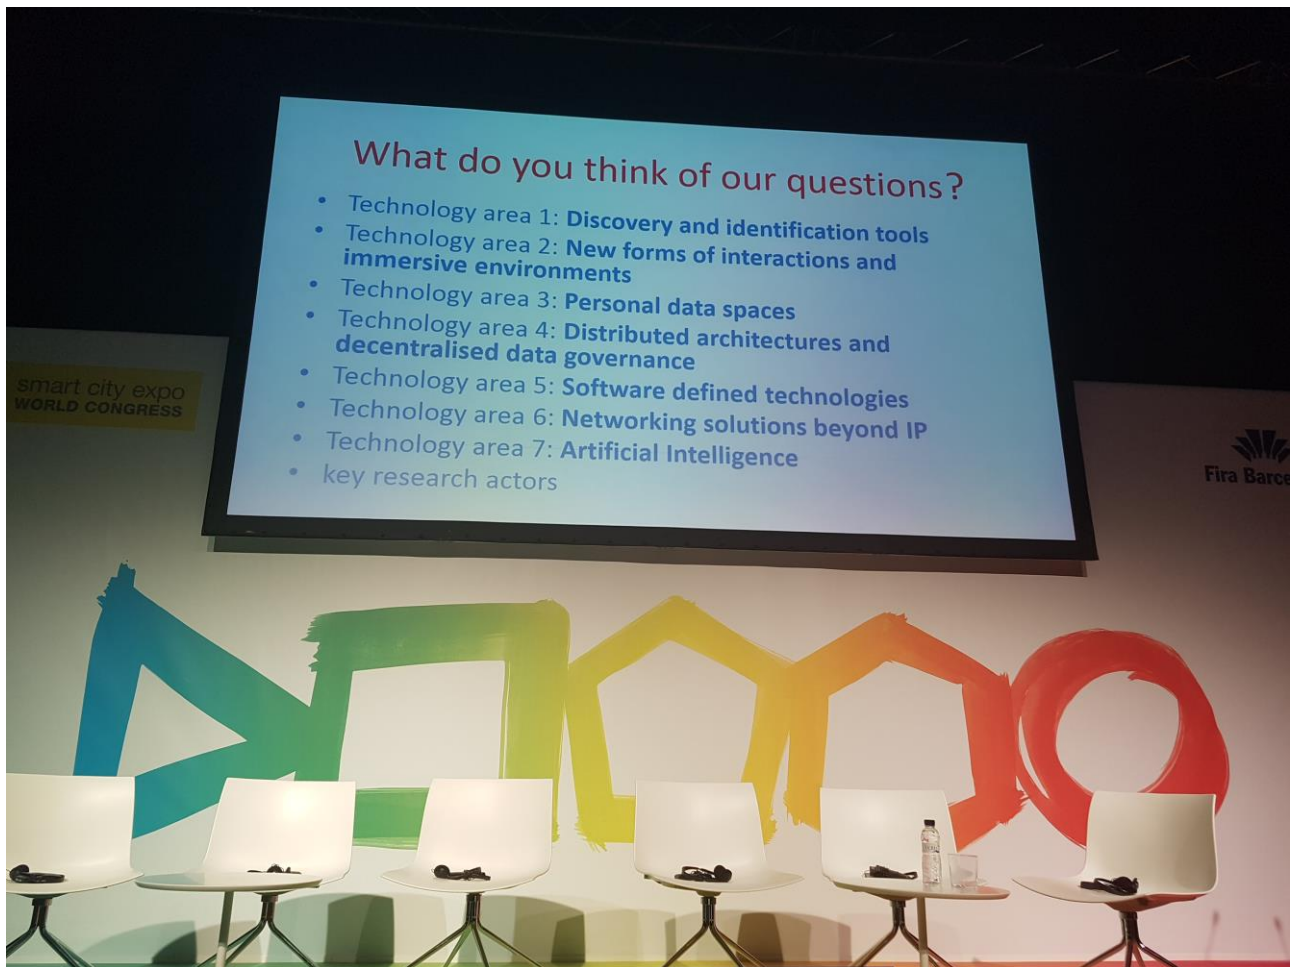 What do you think of our questions?
• Technology area 1: Discovery and identification tools
• Technology area 2: New forms of interactions and
immersive environments
• Technology area 3: Personal data spaces
• Technology area 4: Distributed architectures and
decentralised data governance
• Technology area 5: Software defined technologies
• Technology area 6: Networking solutions beyond IP
• Technology area 7: Artificial Intelligence
• key research actors
smart city expo
WORLD CONGRESS
Fira Barce